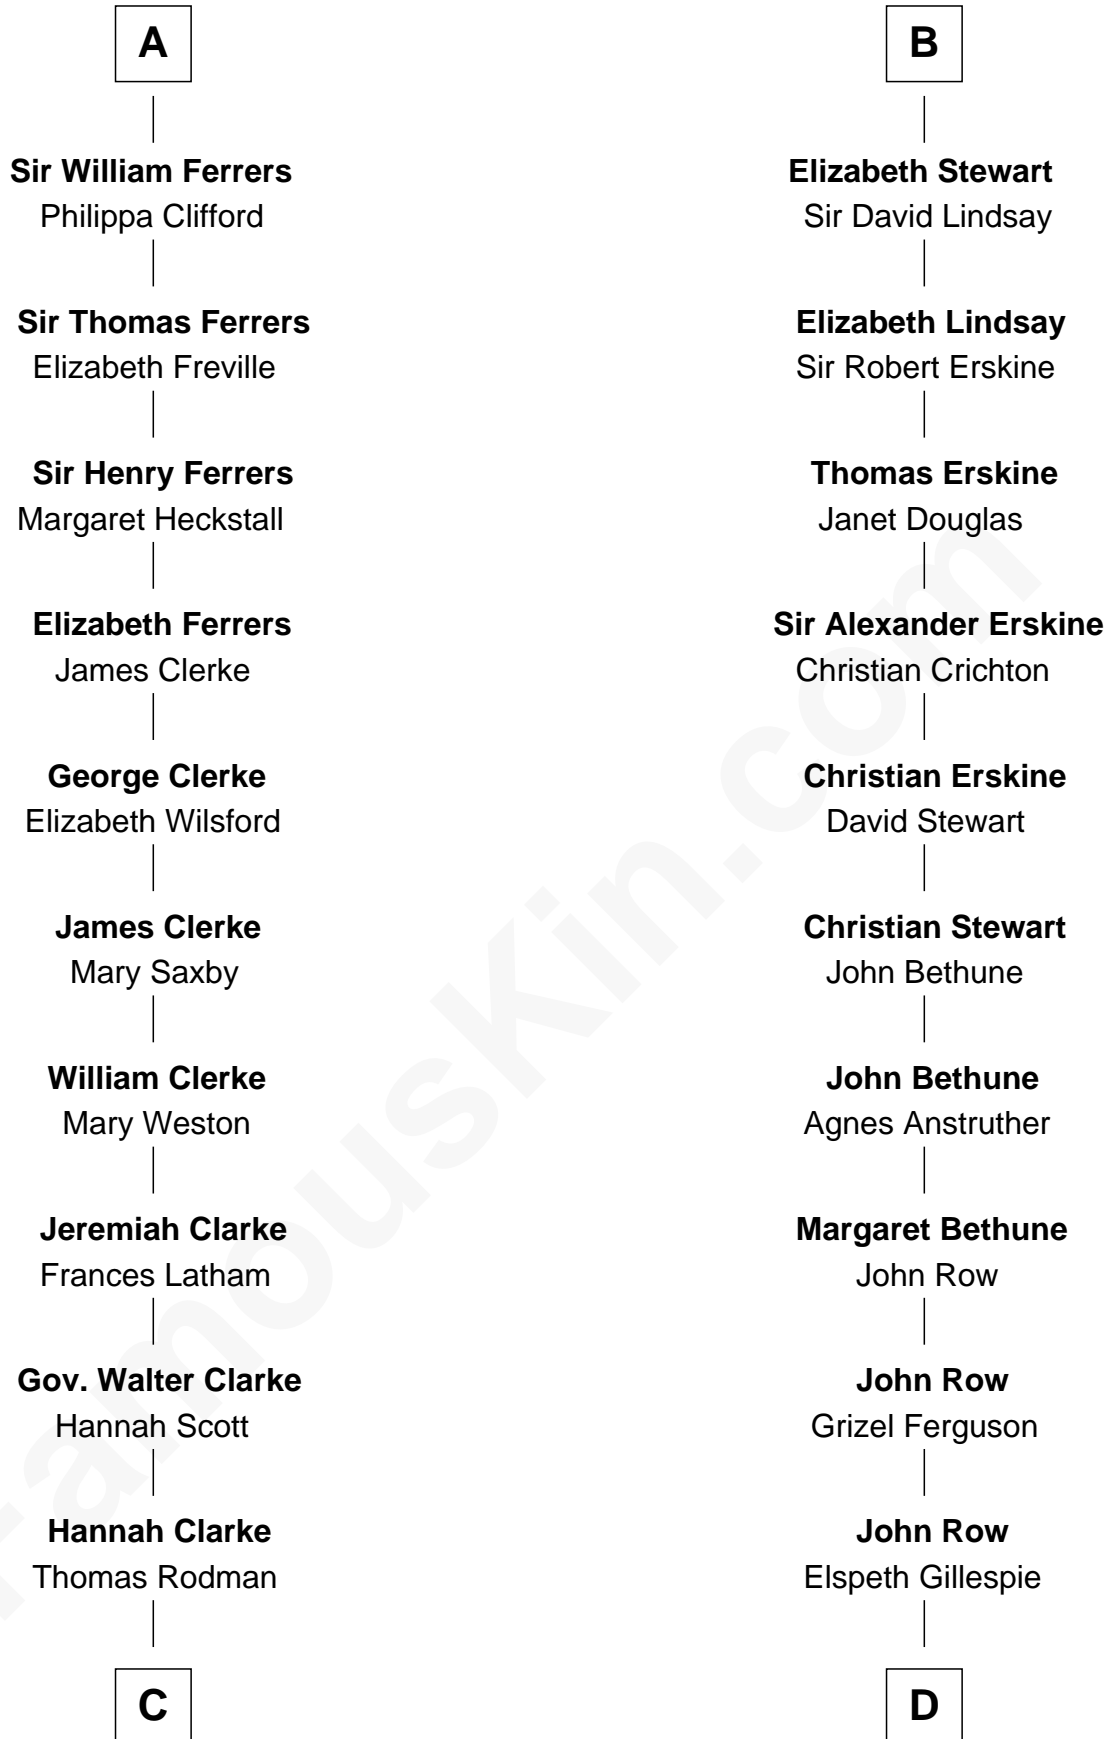 A
Sir William Ferrers
Philippa Clifford
Sir Thomas Ferrers
Elizabeth Freville
Sir Henry Ferrers
Margaret Heckstall
Elizabeth Ferrers
James Clerke
George Clerke
Elizabeth Wilsford
James Clerke
Mary Saxby
William Clerke
Mary Weston
Jeremiah Clarke
Frances Latham
Gov. Walter Clarke
Hannah Scott
Hannah Clarke
Thomas Rodman
C
B
Elizabeth Stewart
Sir David Lindsay
Elizabeth Lindsay
Sir Robert Erskine
Thomas Erskine
Janet Douglas
Sir Alexander Erskine
Christian Crichton
Christian Erskine
David Stewart
Christian Stewart
John Bethune
John Bethune
Agnes Anstruther
Margaret Bethune
John Row
John Row
Grizel Ferguson
John Row
Elspeth Gillespie
D
FamousKin.com